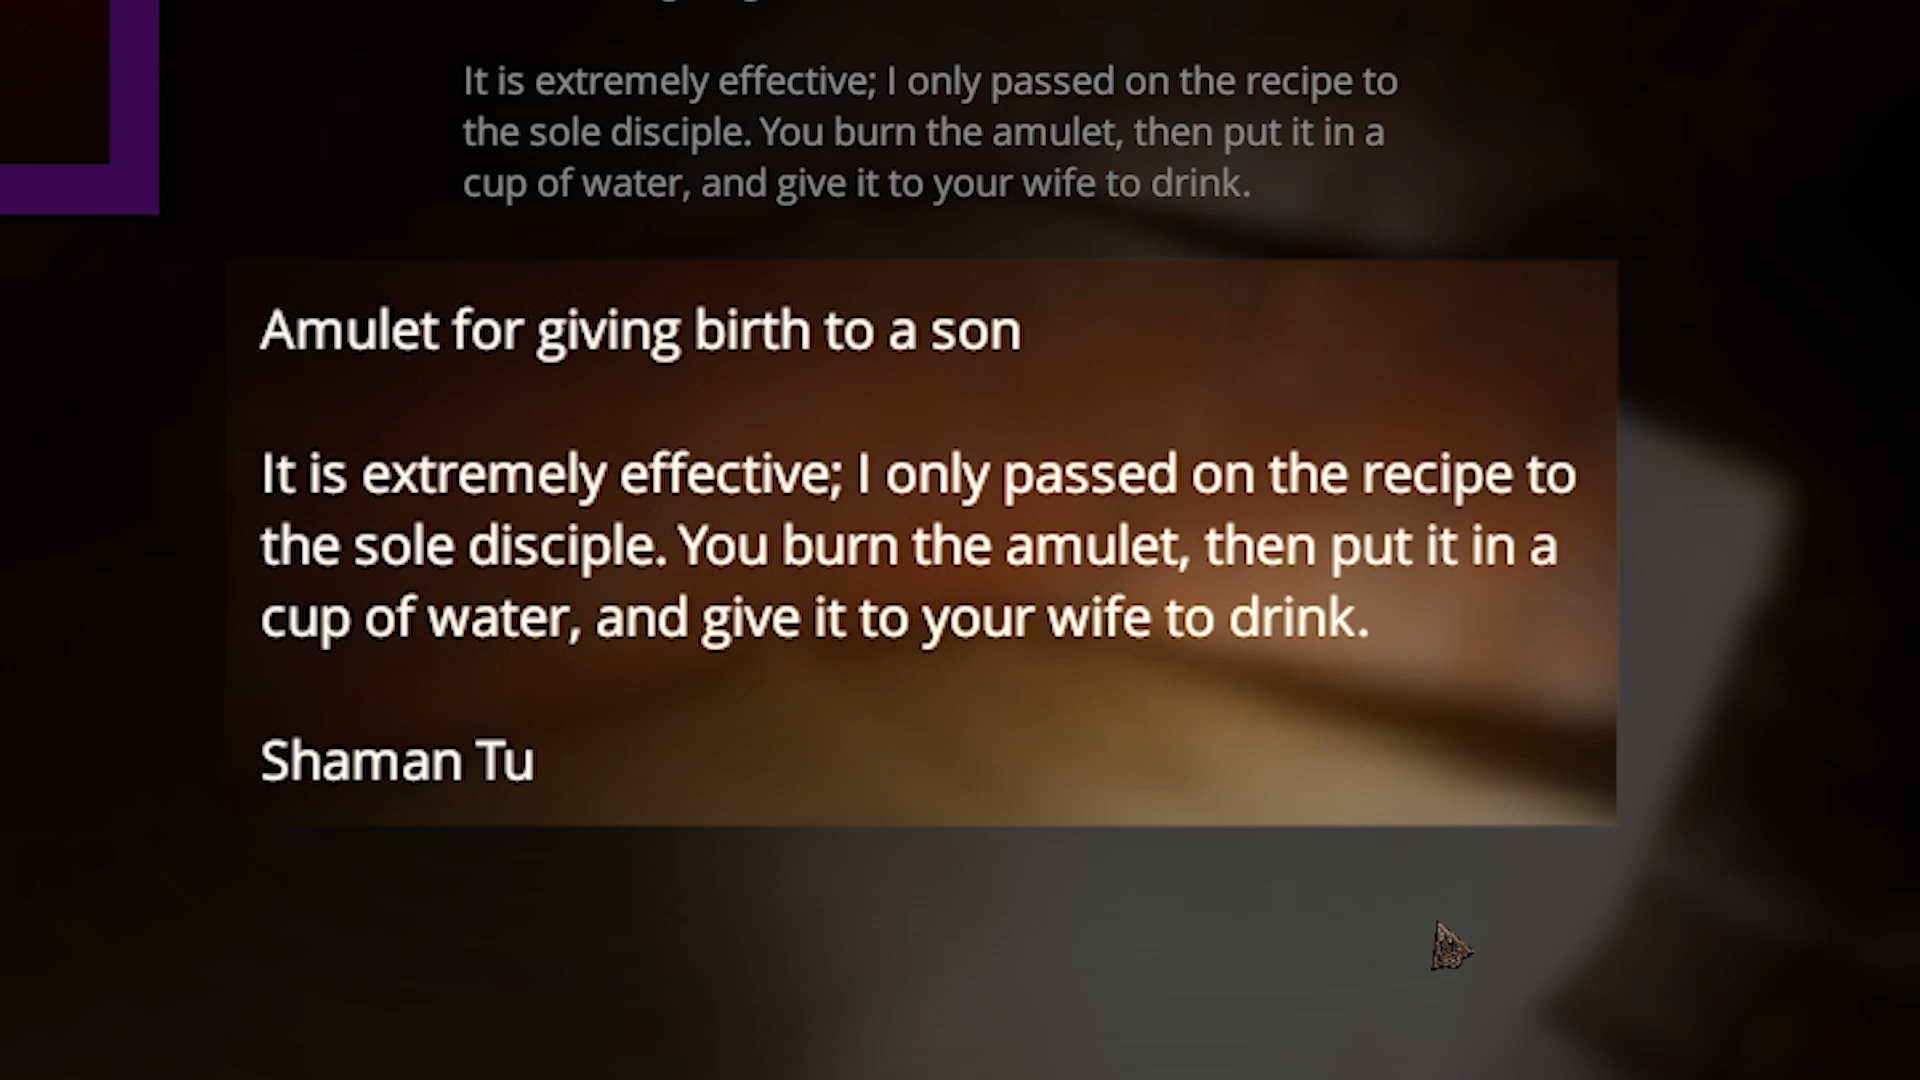 It is extremely effective; I only passed on the recipe to
the sole disciple. You burn the amulet, then put it in a
cup of water, and give it to your wife to drink.
Amulet for giving birth to a son
It is extremely effective; I only passed on the recipe to
the sole disciple. You burn the amulet, then put it in a
cup of water, and give it to your wife to drink.
Shaman Tu